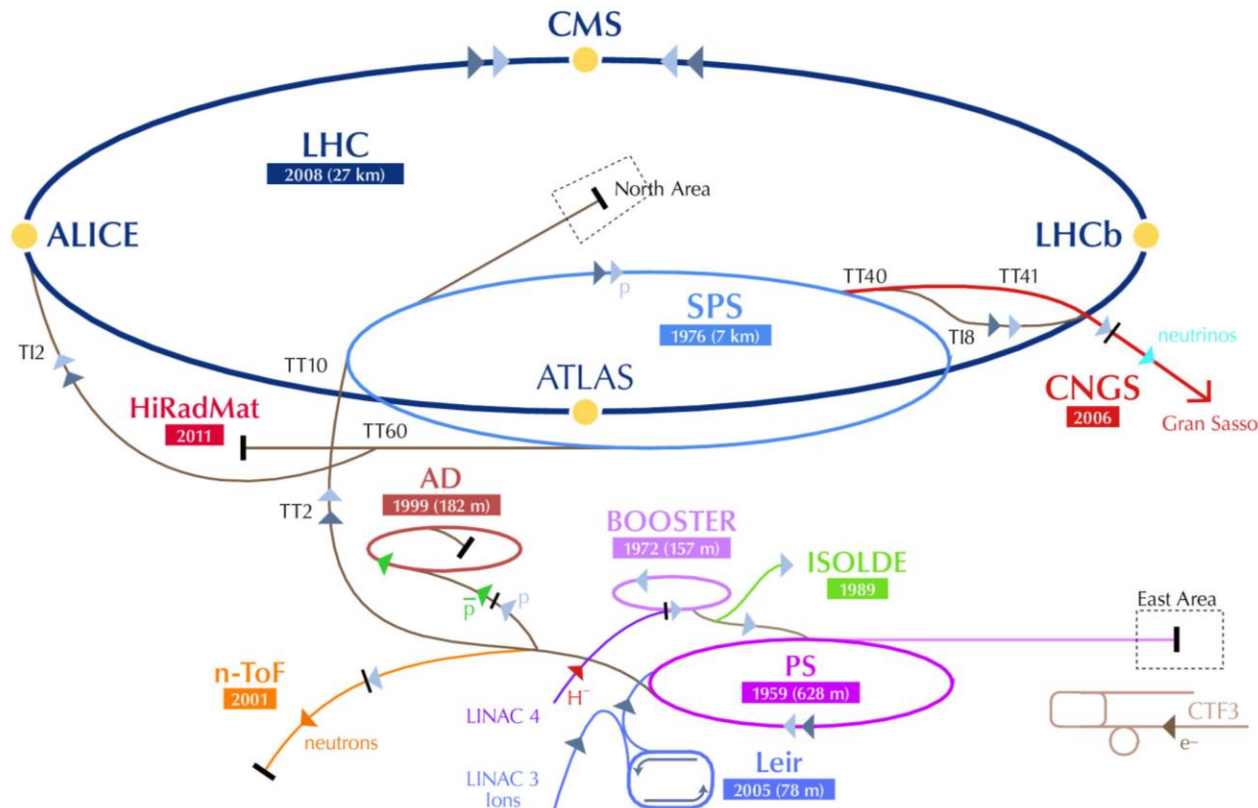 CMS
LHC
2008 (27 km)
North Area
ALICE
LHCb
TT40
TT41
SPS
1976 (7 km)
p
TI8
neutrinos
TI2
TT10
ATLAS
CNGS
2006
Gran Sasso
HiRadMat
2011
TT60
AD
1999 (182 m)
TT2
BOOSTER
1972 (157 m)
ISOLDE
1989
p̅
p
East Area
n-ToF
2001
PS
1959 (628 m)
H⁻
LINAC 4
neutrons
CTF3
e–
LINAC 3
Ions
Leir
2005 (78 m)